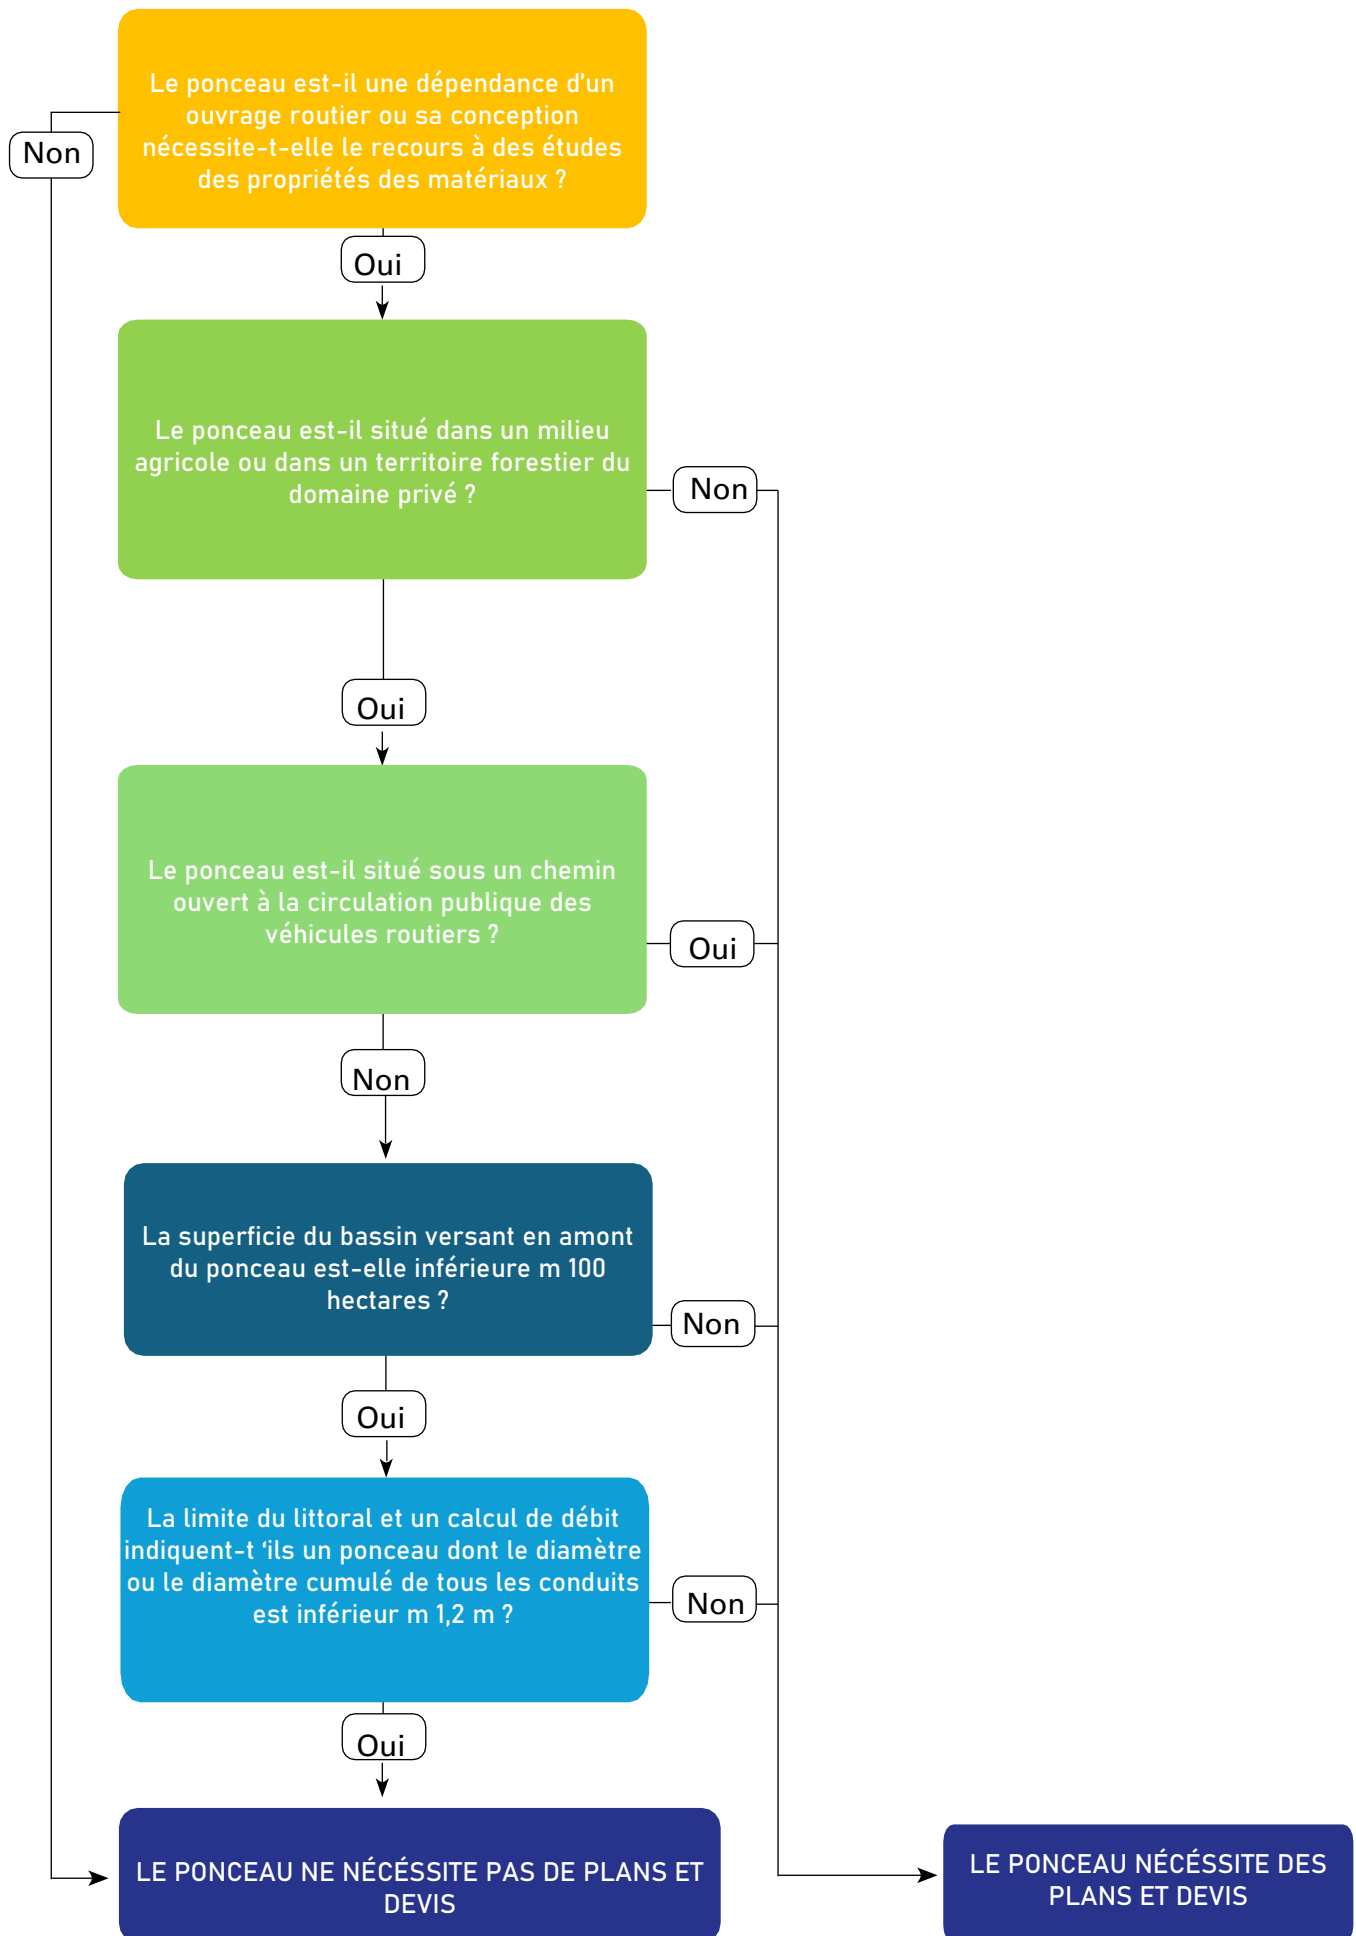 Le ponceau est-il une dépendance d'un
ouvrage routier ou sa conception
nécessite-t-elle le recours à des études
des propriétés des matériaux ?
Non
Oui
Le ponceau est-il situé dans un milieu
agricole ou dans un territoire forestier du
domaine privé ?
Non
Oui
Le ponceau est-il situé sous un chemin
ouvert à la circulation publique des
véhicules routiers ?
Oui
Non
La superficie du bassin versant en amont
du ponceau est-elle inférieure m 100
hectares ?
Non
Oui
La limite du littoral et un calcul de débit
indiquent-t 'ils un ponceau dont le diamètre
ou le diamètre cumulé de tous les conduits
est inférieur m 1,2 m ?
Non
Oui
LE PONCEAU NE NÉCÉSSITE PAS DE PLANS ET
DEVIS
LE PONCEAU NÉCÉSSITE DES
PLANS ET DEVIS